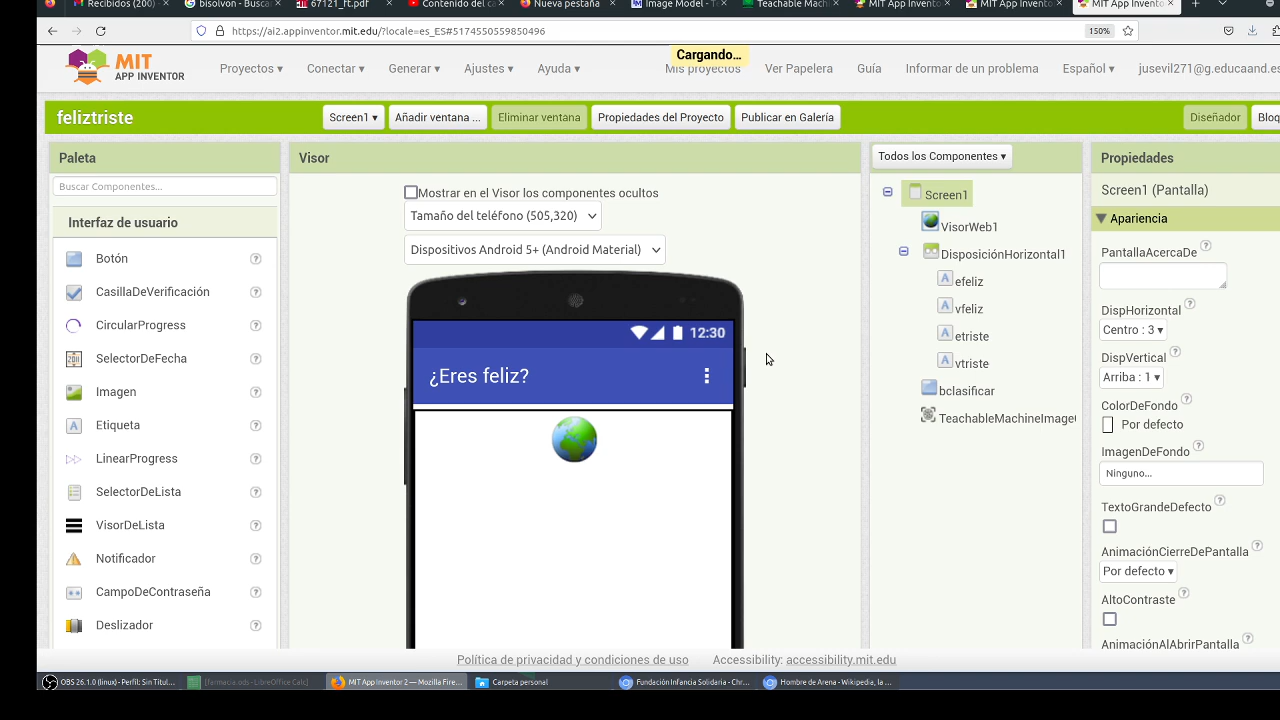 Recibidos (200)
bisolvon - Buscar
67121_ft.pdf
Contenido del ca
Nueva pestaña
Image Model - Te
Teachable Machi
MIT App Invento
MIT App Invento
MIT App Invento
https://ai2.appinventor.mit.edu/?locale=es_ES#5174550559850496
150%
MIT
APP INVENTOR
Proyectos ▾
Conectar ▾
Generar ▾
Ajustes ▾
Ayuda ▾
Cargando...
Mis proyectos
Ver Papelera
Guía
Informar de un problema
Español ▾
jusevil271@g.educaand.es
feliztriste
Screen1 ▾
Añadir ventana ...
Eliminar ventana
Propiedades del Proyecto
Publicar en Galería
Diseñador
Bloq
Paleta
Buscar Componentes...
Interfaz de usuario
Botón
CasillaDeVerificación
CircularProgress
SelectorDeFecha
Imagen
Etiqueta
LinearProgress
SelectorDeLista
VisorDeLista
Notificador
CampoDeContraseña
Deslizador
Visor
Mostrar en el Visor los componentes ocultos
Tamaño del teléfono (505,320)
Dispositivos Android 5+ (Android Material)
12:30
¿Eres feliz?
Todos los Componentes ▾
Screen1
VisorWeb1
DisposiciónHorizontal1
efeliz
vfeliz
etriste
vtriste
bclasificar
TeachableMachineImage
Propiedades
Screen1 (Pantalla)
Apariencia
PantallaAcercaDe
DispHorizontal
Centro : 3 ▾
DispVertical
Arriba : 1 ▾
ColorDeFondo
Por defecto
ImagenDeFondo
Ninguno...
TextoGrandeDefecto
AnimaciónCierreDePantalla
Por defecto ▾
AltoContraste
AnimaciónAlAbrirPantalla
Política de privacidad y condiciones de uso
Accessibility: accessibility.mit.edu
OBS 26.1.0 (linux) - Perfil: Sin Títul...
[farmacia.ods - LibreOffice Calc]
MIT App Inventor 2 — Mozilla Fire...
Carpeta personal
Fundación Infancia Solidaria - Chr...
Hombre de Arena - Wikipedia, la ...